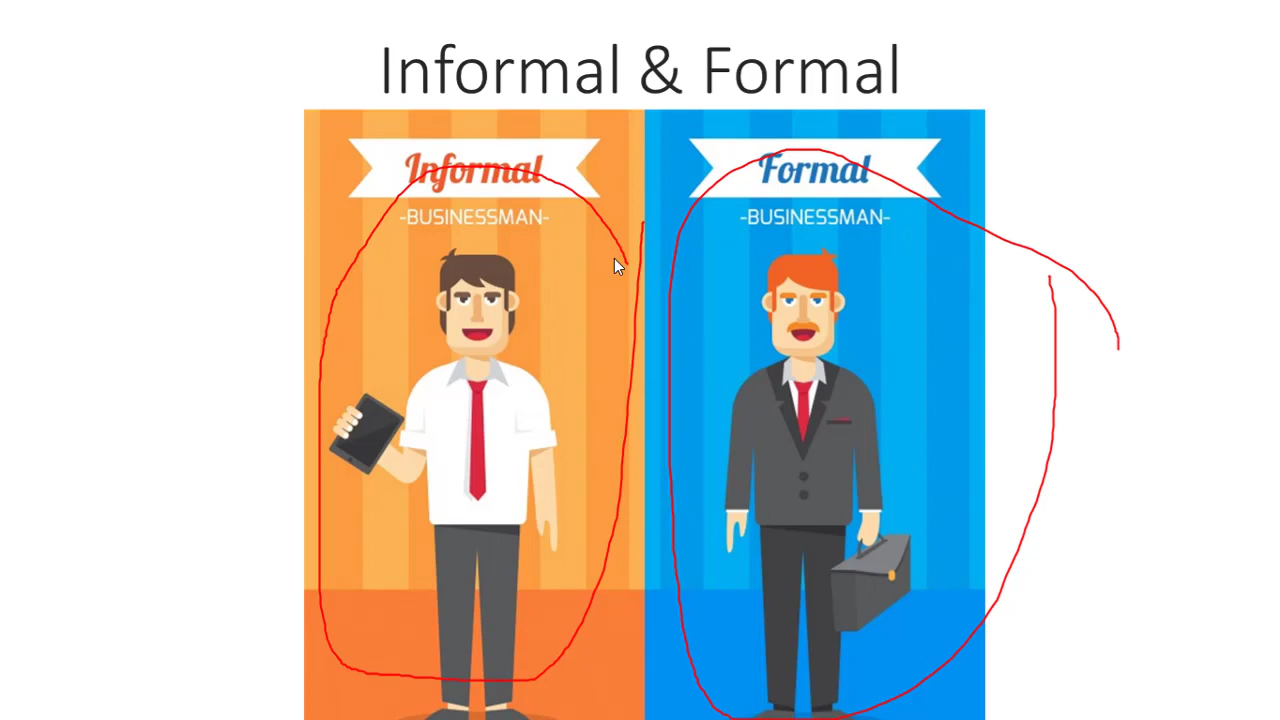 Informal & Formal
Informal
-BUSINESSMAN-
Formal
-BUSINESSMAN-